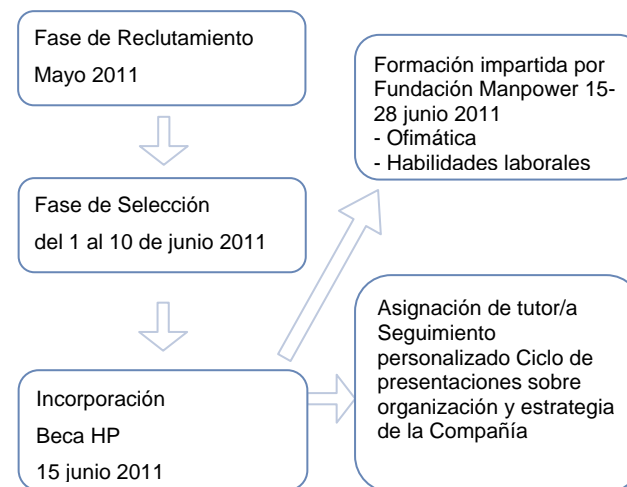 Fase de Reclutamiento
Mayo 2011
Fase de Selección
del 1 al 10 de junio 2011
Incorporación
Beca HP
15 junio 2011
Formación impartida por
Fundación Manpower 15-
28 junio 2011
- Ofimática
- Habilidades laborales
Asignación de tutor/a
Seguimiento
personalizado Ciclo de
presentaciones sobre
organización y estrategia
de la Compañía